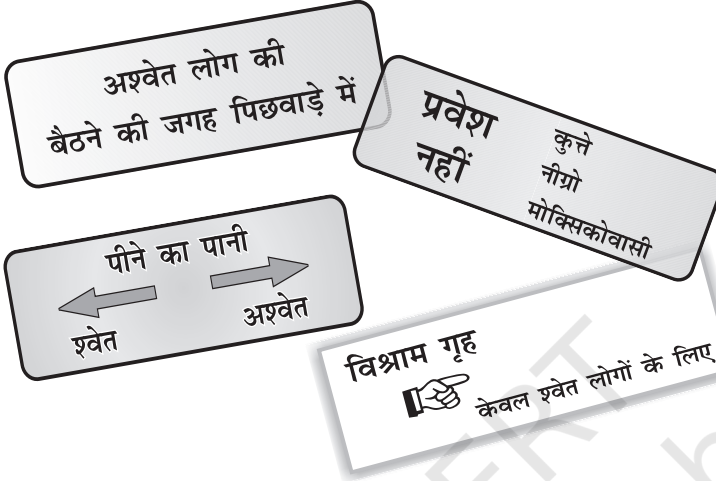 अश्वेत लोग की
बैठने की जगह पिछवाड़े में
प्रवेश
नहीं
कुत्ते
नीग्रो
मोक्सिकोवासी
पीने का पानी
श्वेत
अश्वेत
विश्राम गृह
केवल श्वेत लोगों के लिए